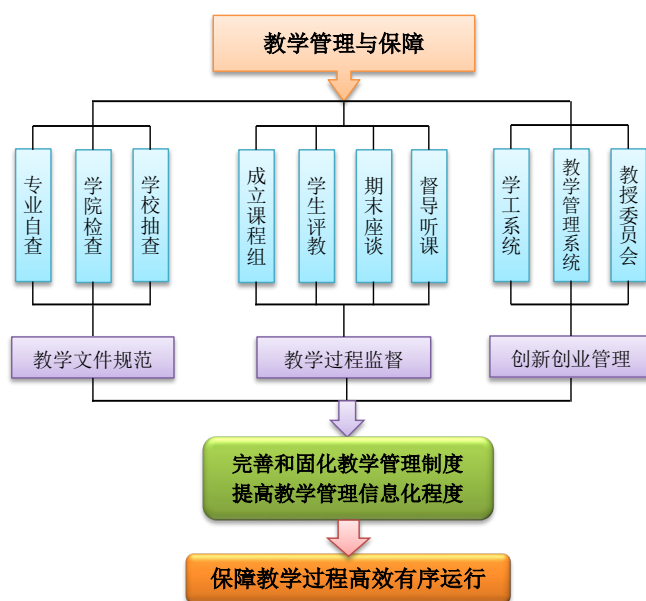 教学管理与保障
专业自查
学院检查
学校抽查
成立课程组
学生评教
期末座谈
督导听课
学工系统
教学管理系统
教授委员会
教学文件规范
教学过程监督
创新创业管理
完善和固化教学管理制度
提高教学管理信息化程度
保障教学过程高效有序运行